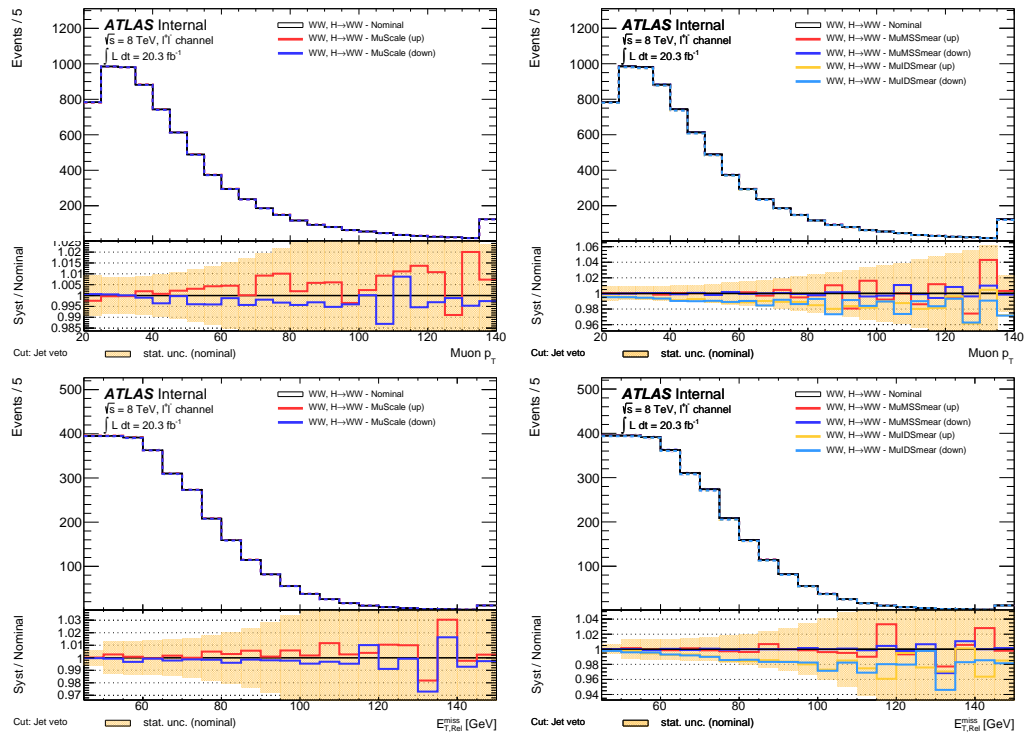 Events / 5
ATLAS Internal
√s = 8 TeV, l⁺l⁻ channel
∫ L dt = 20.3 fb⁻¹
WW, H→WW - Nominal
WW, H→WW - MuScale (up)
WW, H→WW - MuScale (down)
1200
1000
800
600
400
200
Syst / Nominal
1.025
1.02
1.015
1.01
1.005
1
0.995
0.99
0.985
20 40 60 80 100 120 140
Cut: Jet veto
stat. unc. (nominal)
Muon p_T
Events / 5
ATLAS Internal
√s = 8 TeV, l⁺l⁻ channel
∫ L dt = 20.3 fb⁻¹
WW, H→WW - Nominal
WW, H→WW - MuMSSmear (up)
WW, H→WW - MuMSSmear (down)
WW, H→WW - MuIDSmear (up)
WW, H→WW - MuIDSmear (down)
1200
1000
800
600
400
200
Syst / Nominal
1.06
1.04
1.02
1
0.98
0.96
20 40 60 80 100 120 140
Cut: Jet veto
stat. unc. (nominal)
Muon p_T
Events / 5
ATLAS Internal
√s = 8 TeV, l⁺l⁻ channel
∫ L dt = 20.3 fb⁻¹
WW, H→WW - Nominal
WW, H→WW - MuScale (up)
WW, H→WW - MuScale (down)
500
400
300
200
100
Syst / Nominal
1.03
1.02
1.01
1
0.99
0.98
0.97
60 80 100 120 140
Cut: Jet veto
stat. unc. (nominal)
E_T,Rel^miss [GeV]
Events / 5
ATLAS Internal
√s = 8 TeV, l⁺l⁻ channel
∫ L dt = 20.3 fb⁻¹
WW, H→WW - Nominal
WW, H→WW - MuMSSmear (up)
WW, H→WW - MuMSSmear (down)
WW, H→WW - MuIDSmear (up)
WW, H→WW - MuIDSmear (down)
500
400
300
200
100
Syst / Nominal
1.04
1.02
1
0.98
0.96
0.94
60 80 100 120 140
Cut: Jet veto
stat. unc. (nominal)
E_T,Rel^miss [GeV]